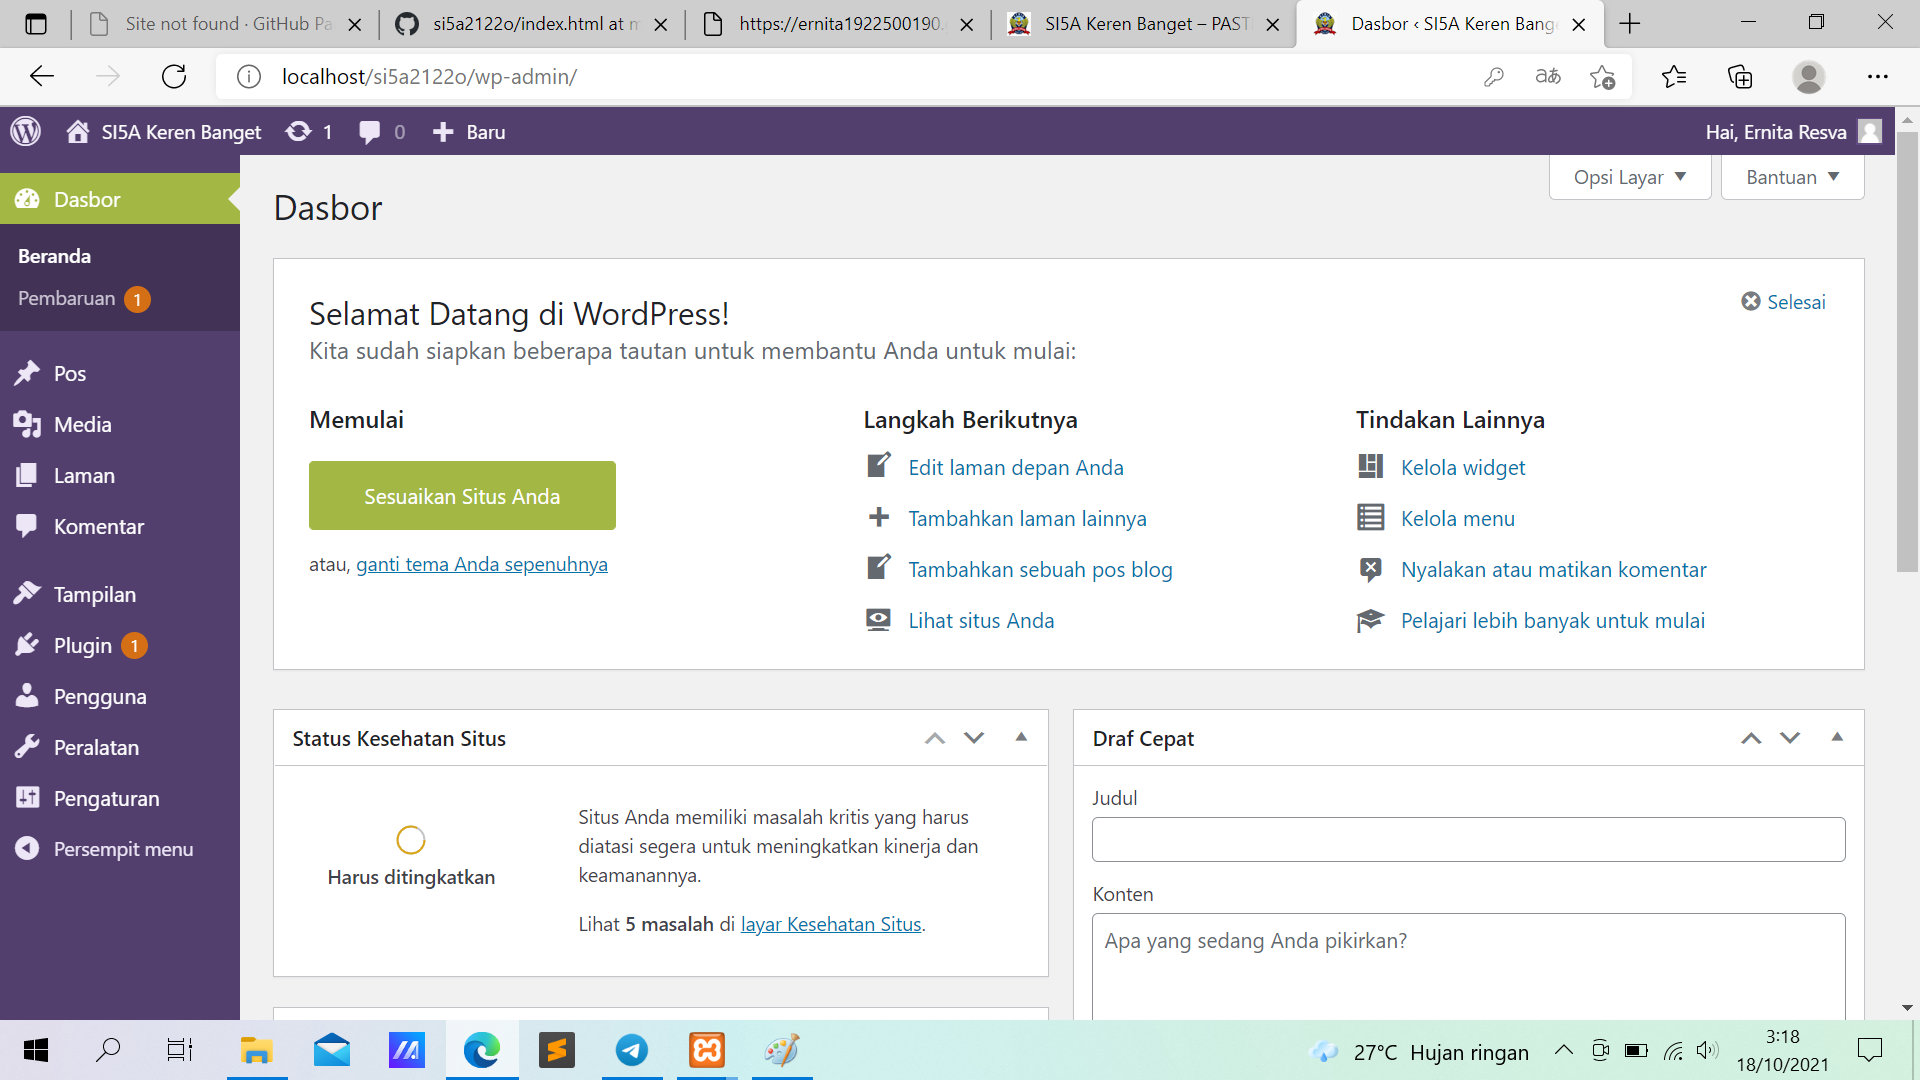 Site not found · GitHub Pa
si5a2122o/index.html at m
https://ernita1922500190.
SI5A Keren Banget – PAST
Dasbor ‹ SI5A Keren Bang
localhost/si5a2122o/wp-admin/
SI5A Keren Banget
1
0
Baru
Hai, Ernita Resva
Dasbor
Beranda
Pembaruan 1
Pos
Media
Laman
Komentar
Tampilan
Plugin 1
Pengguna
Peralatan
Pengaturan
Persempit menu
Opsi Layar
Bantuan
Dasbor
Selamat Datang di WordPress!
Kita sudah siapkan beberapa tautan untuk membantu Anda untuk mulai:
Selesai
Memulai
Sesuaikan Situs Anda
atau, ganti tema Anda sepenuhnya
Langkah Berikutnya
Edit laman depan Anda
Tambahkan laman lainnya
Tambahkan sebuah pos blog
Lihat situs Anda
Tindakan Lainnya
Kelola widget
Kelola menu
Nyalakan atau matikan komentar
Pelajari lebih banyak untuk mulai
Status Kesehatan Situs
Harus ditingkatkan
Situs Anda memiliki masalah kritis yang harus
diatasi segera untuk meningkatkan kinerja dan
keamanannya.
Lihat 5 masalah di layar Kesehatan Situs.
Draf Cepat
Judul
Konten
Apa yang sedang Anda pikirkan?
27°C Hujan ringan
3:18
18/10/2021